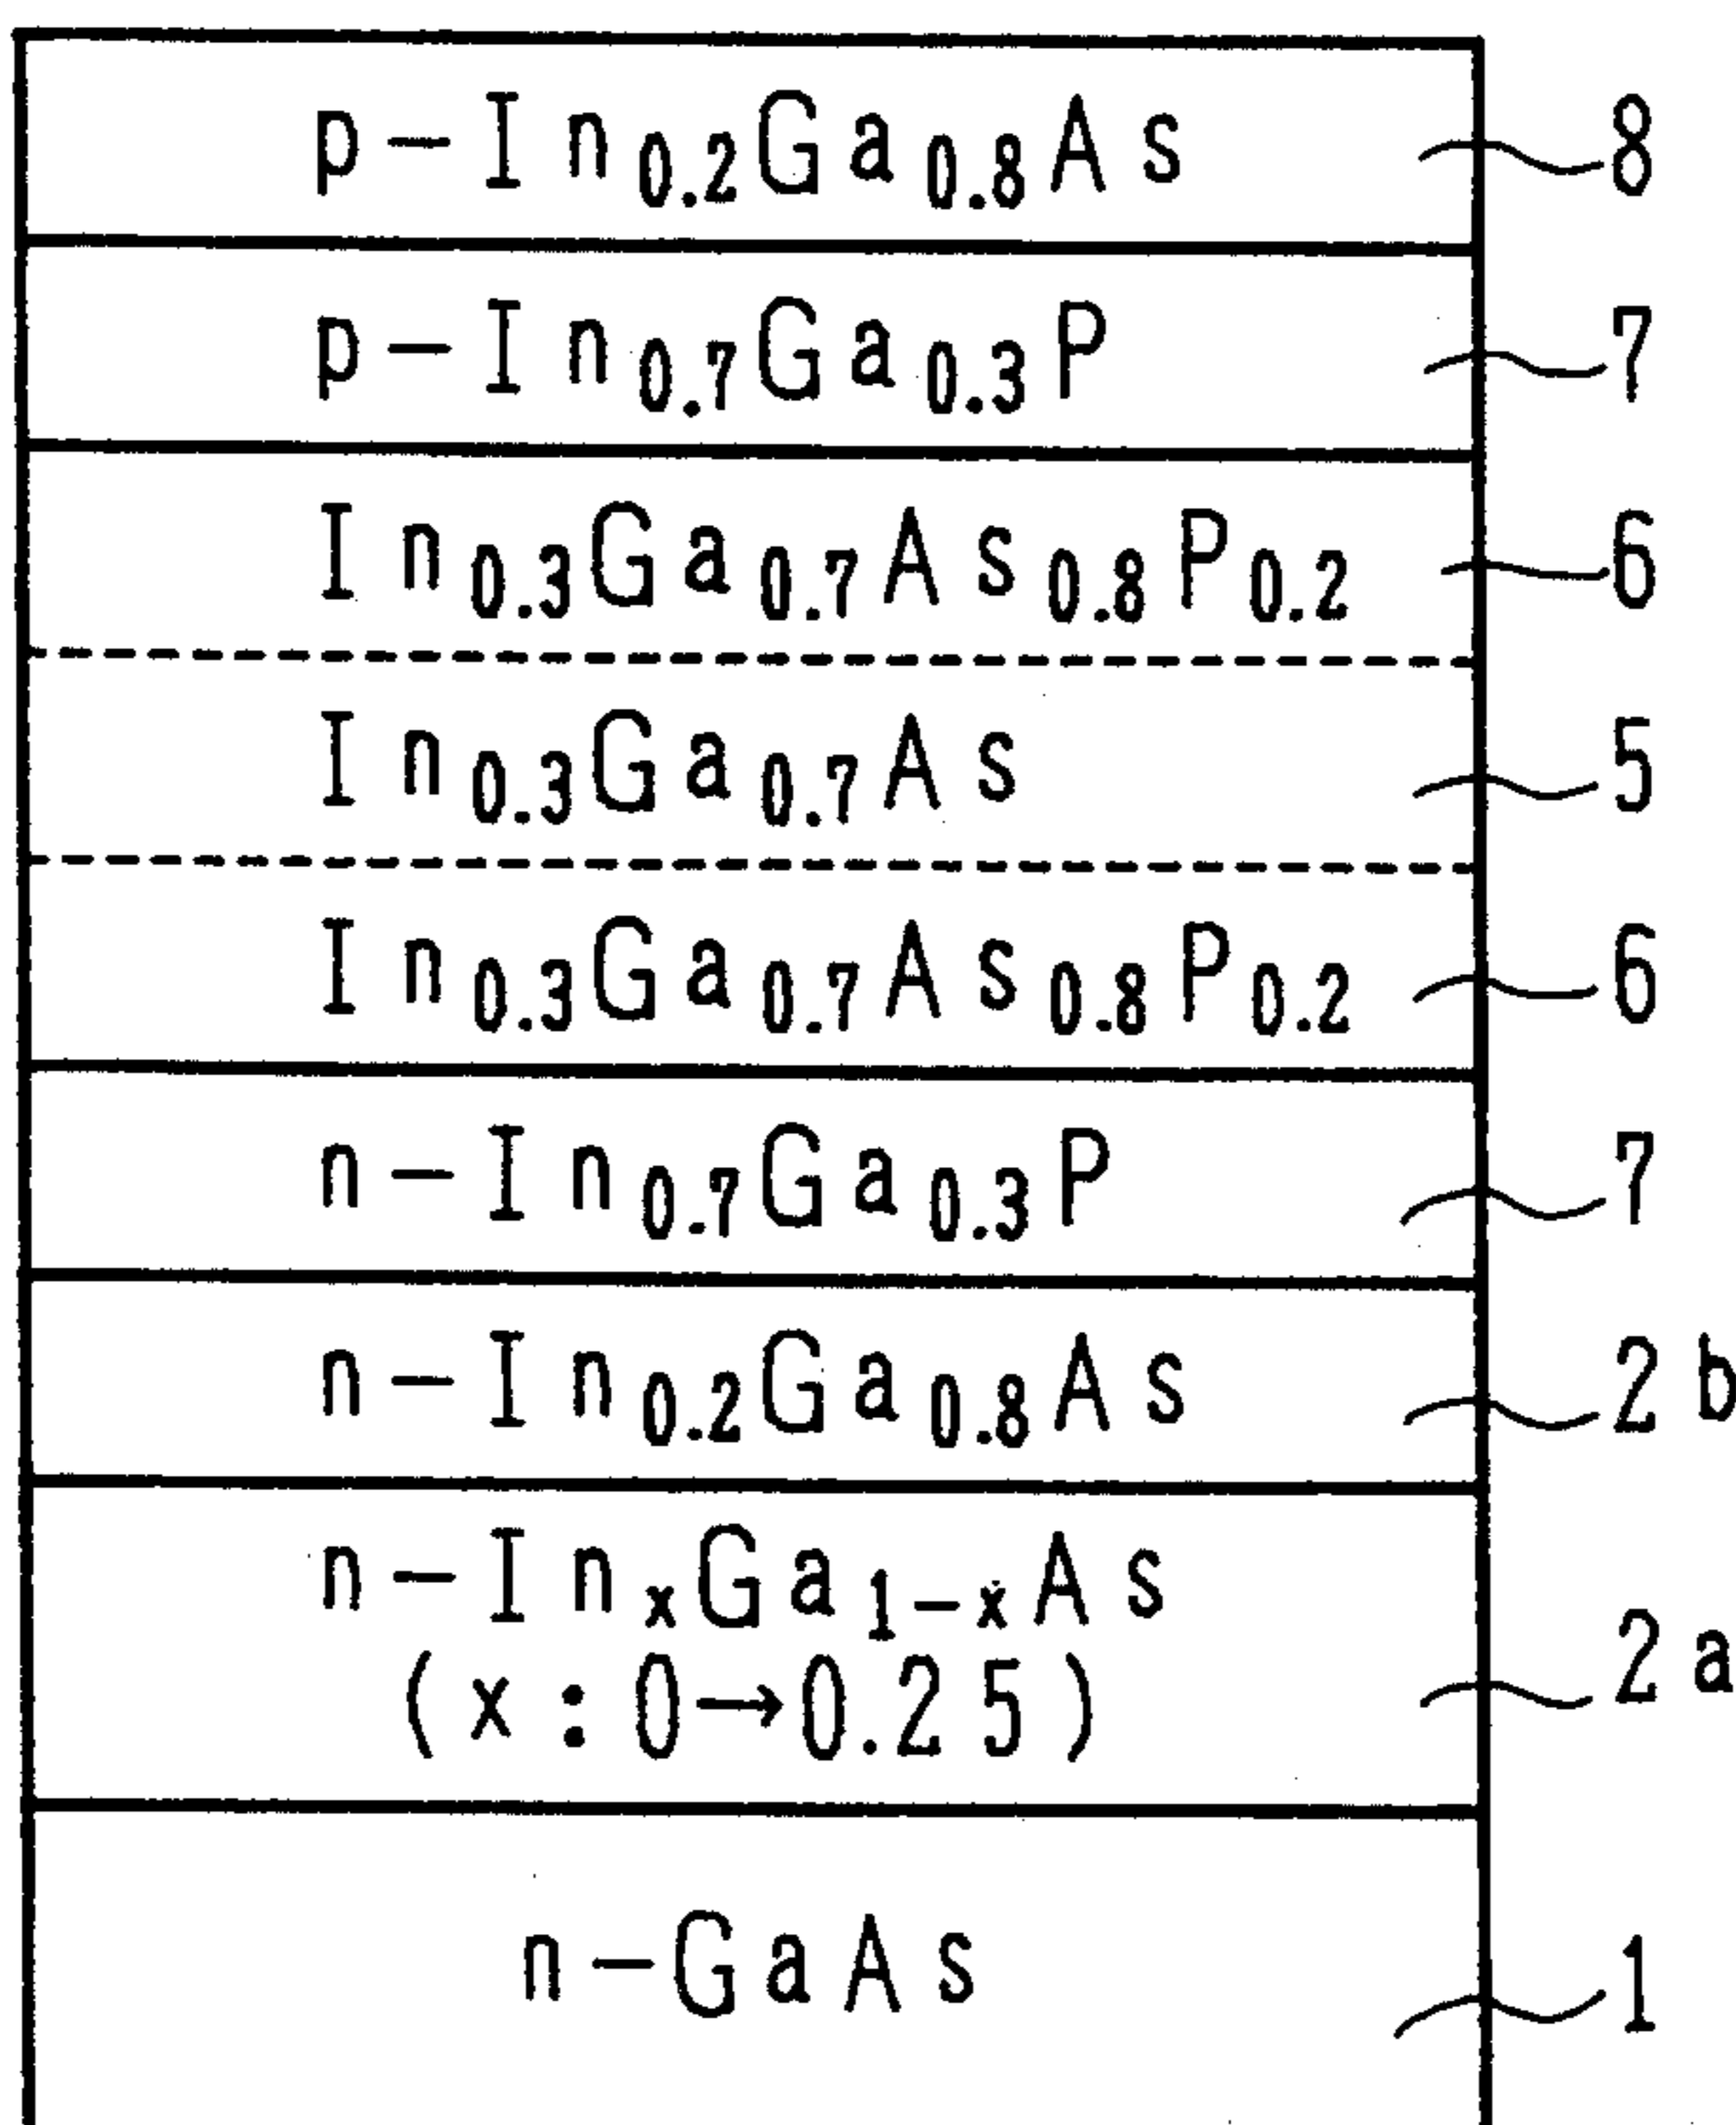 p-In0.2Ga0.8As 8
p-In0.7Ga0.3P 7
In0.3Ga0.7As0.8P0.2 6
In0.3Ga0.7As 5
In0.3Ga0.7As0.8P0.2 6
n-In0.7Ga0.3P 7
n-In0.2Ga0.8As 2b
n-InxGa1-xAs
(x:0→0.25) 2a
n-GaAs 1